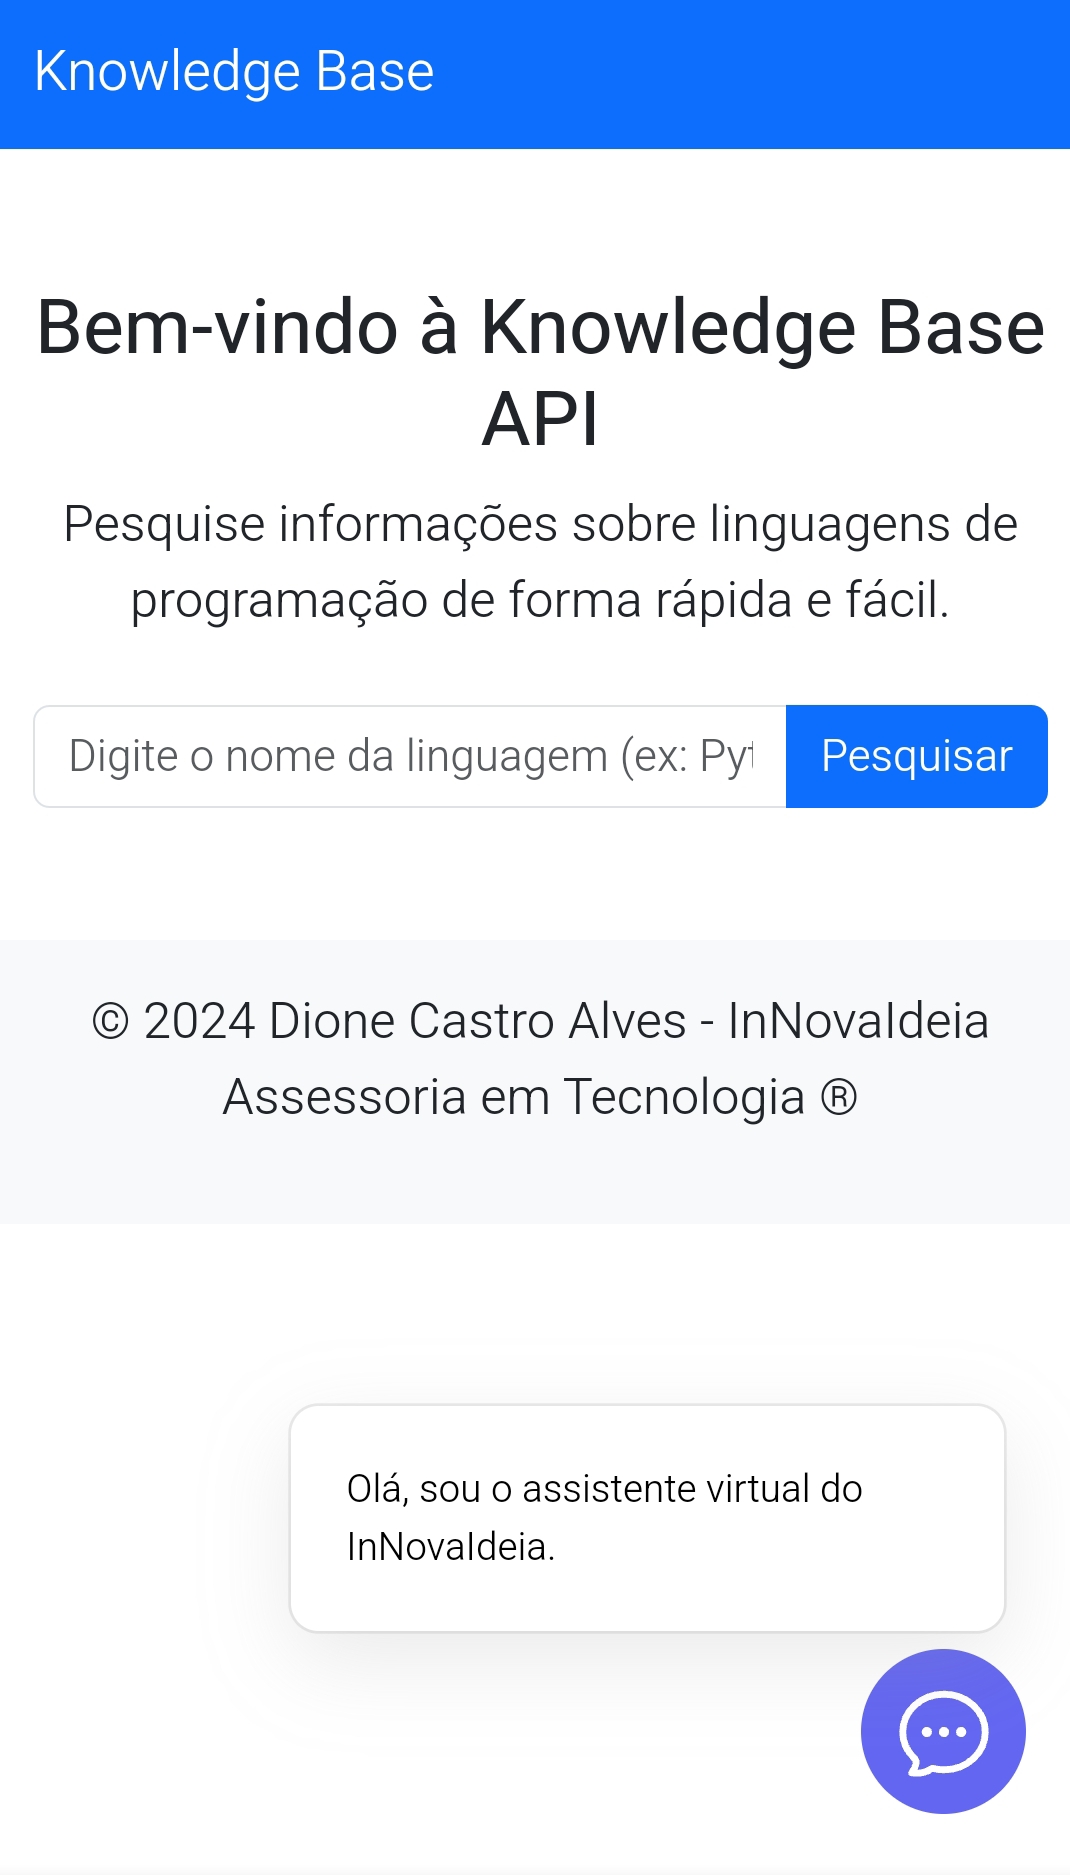 Knowledge Base
Bem-vindo à Knowledge Base
API
Pesquise informações sobre linguagens de
programação de forma rápida e fácil.
Digite o nome da linguagem (ex: Pyt
Pesquisar
© 2024 Dione Castro Alves - InNovaIdeia
Assessoria em Tecnologia ®
Olá, sou o assistente virtual do
InNovaIdeia.